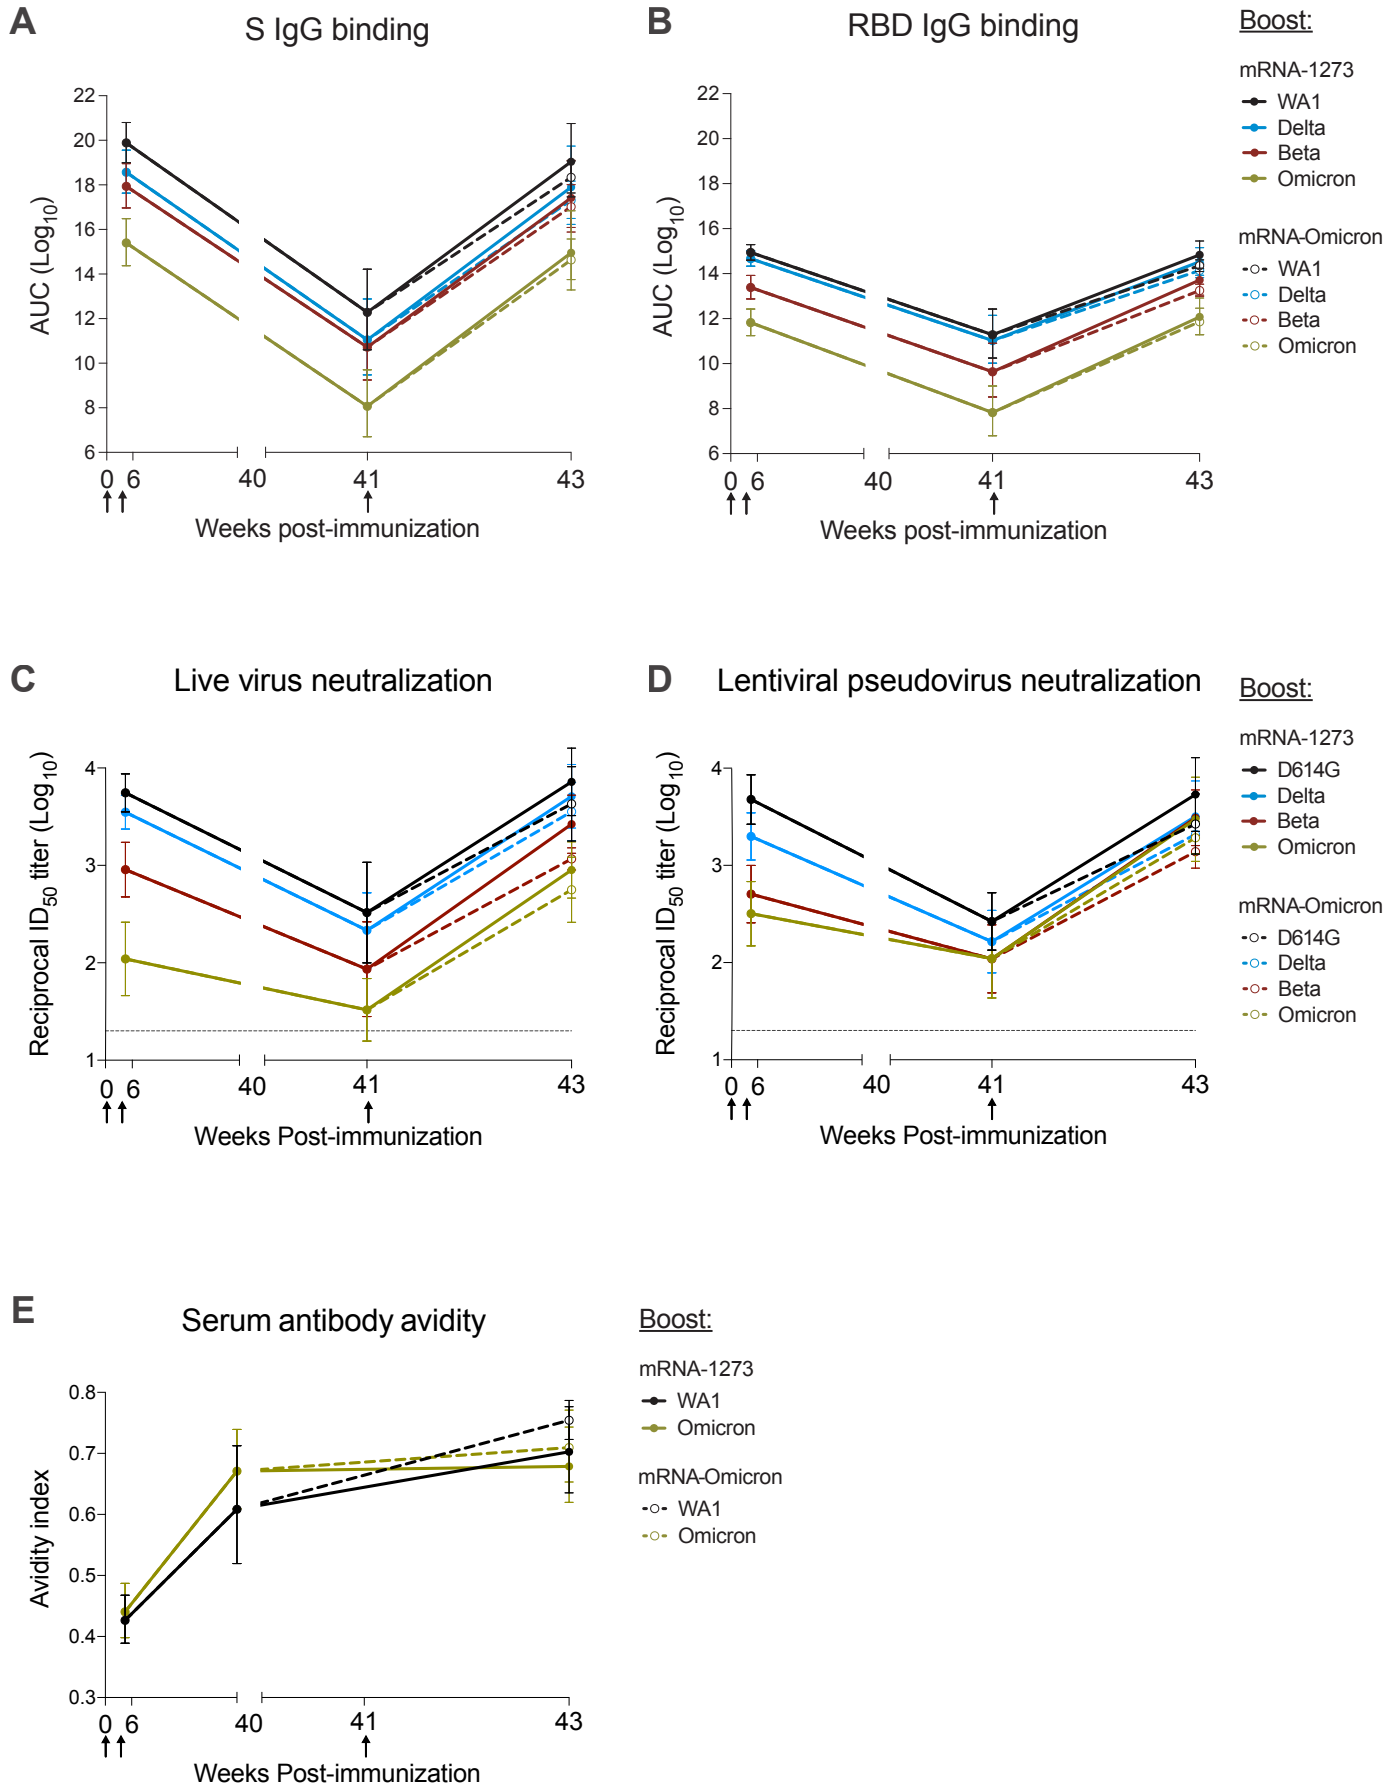 A
S IgG binding
AUC (Log10)
22
20
18
16
14
12
10
8
6
0 6 40 41 43
Weeks post-immunization
B
RBD IgG binding
AUC (Log10)
22
20
18
16
14
12
10
8
6
0 6 40 41 43
Weeks post-immunization
Boost:
mRNA-1273
WA1
Delta
Beta
Omicron
mRNA-Omicron
WA1
Delta
Beta
Omicron
C
Live virus neutralization
Reciprocal ID50 titer (Log10)
4
3
2
1
0 6 40 41 43
Weeks Post-immunization
D
Lentiviral pseudovirus neutralization
Reciprocal ID50 titer (Log10)
4
3
2
1
0 6 40 41 43
Weeks Post-immunization
Boost:
mRNA-1273
D614G
Delta
Beta
Omicron
mRNA-Omicron
D614G
Delta
Beta
Omicron
E
Serum antibody avidity
Avidity index
0.8
0.7
0.6
0.5
0.4
0.3
0 6 40 41 43
Weeks Post-immunization
Boost:
mRNA-1273
WA1
Omicron
mRNA-Omicron
WA1
Omicron